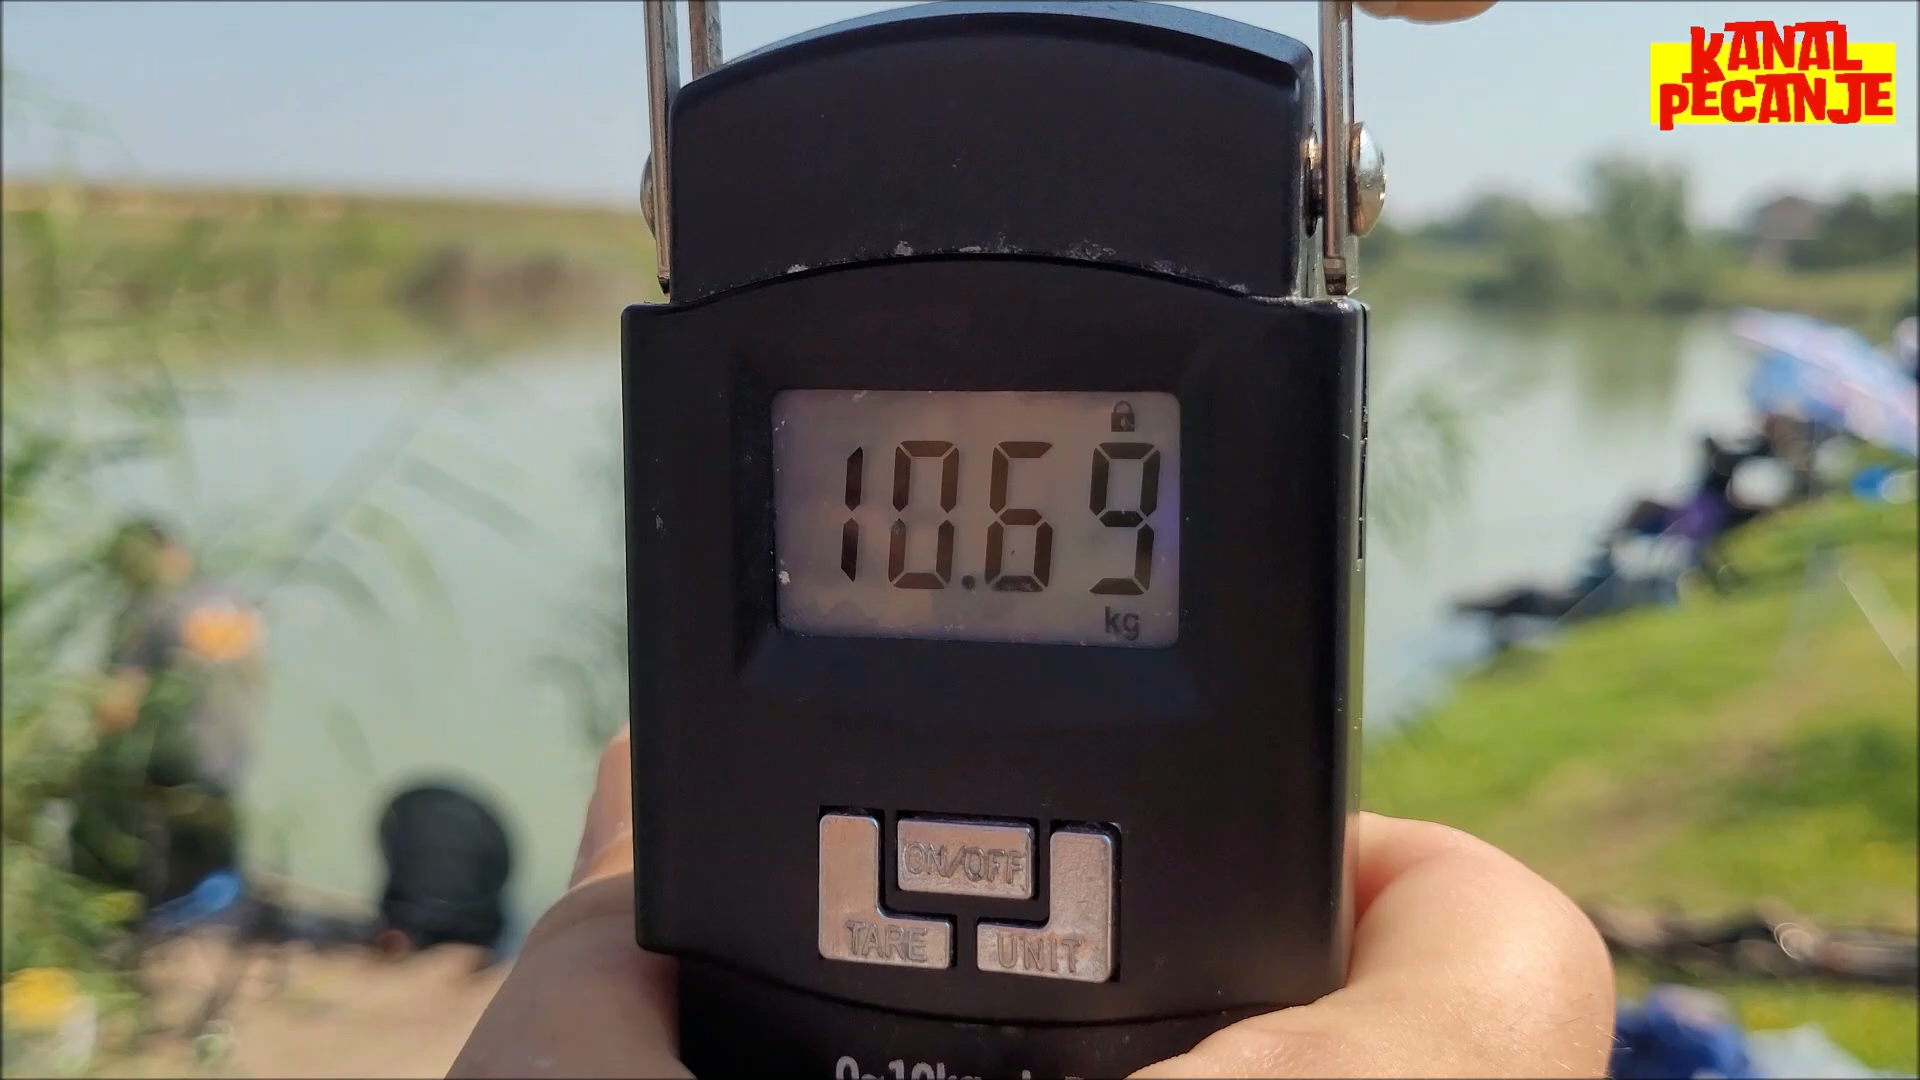 KANAL
PECANJE
10.69
kg
ON/OFF
TARE
UNIT